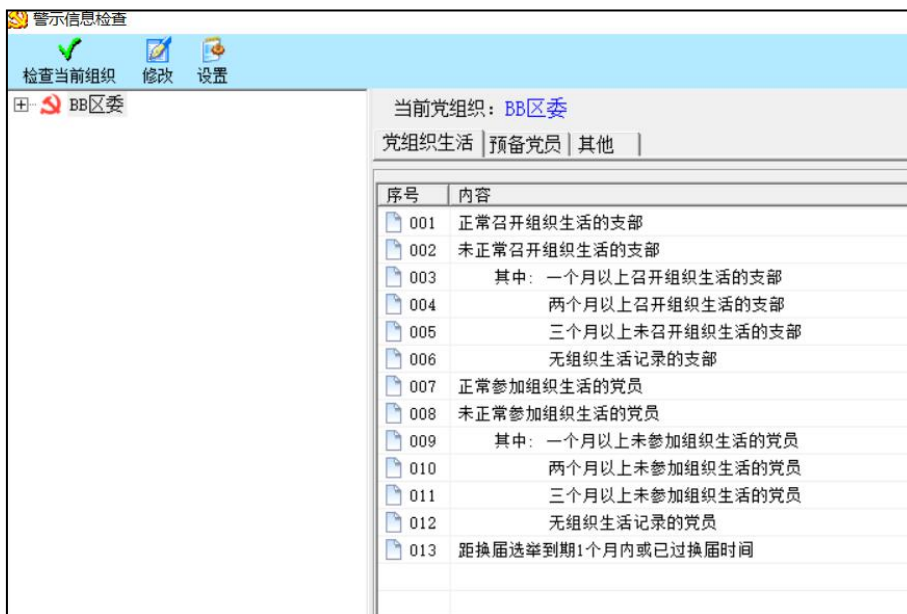 警示信息检查
检查当前组织 修改 设置
BB区委
当前党组织：BB区委
党组织生活 预备党员 其他
序号 内容
001 正常召开组织生活的支部
002 未正常召开组织生活的支部
003 其中：一个月以上召开组织生活的支部
004 两个月以上召开组织生活的支部
005 三个月以上未召开组织生活的支部
006 无组织生活记录的支部
007 正常参加组织生活的党员
008 未正常参加组织生活的党员
009 其中：一个月以上未参加组织生活的党员
010 两个月以上未参加组织生活的党员
011 三个月以上未参加组织生活的党员
012 无组织生活记录的党员
013 距换届选举到期1个月内或已过换届时间